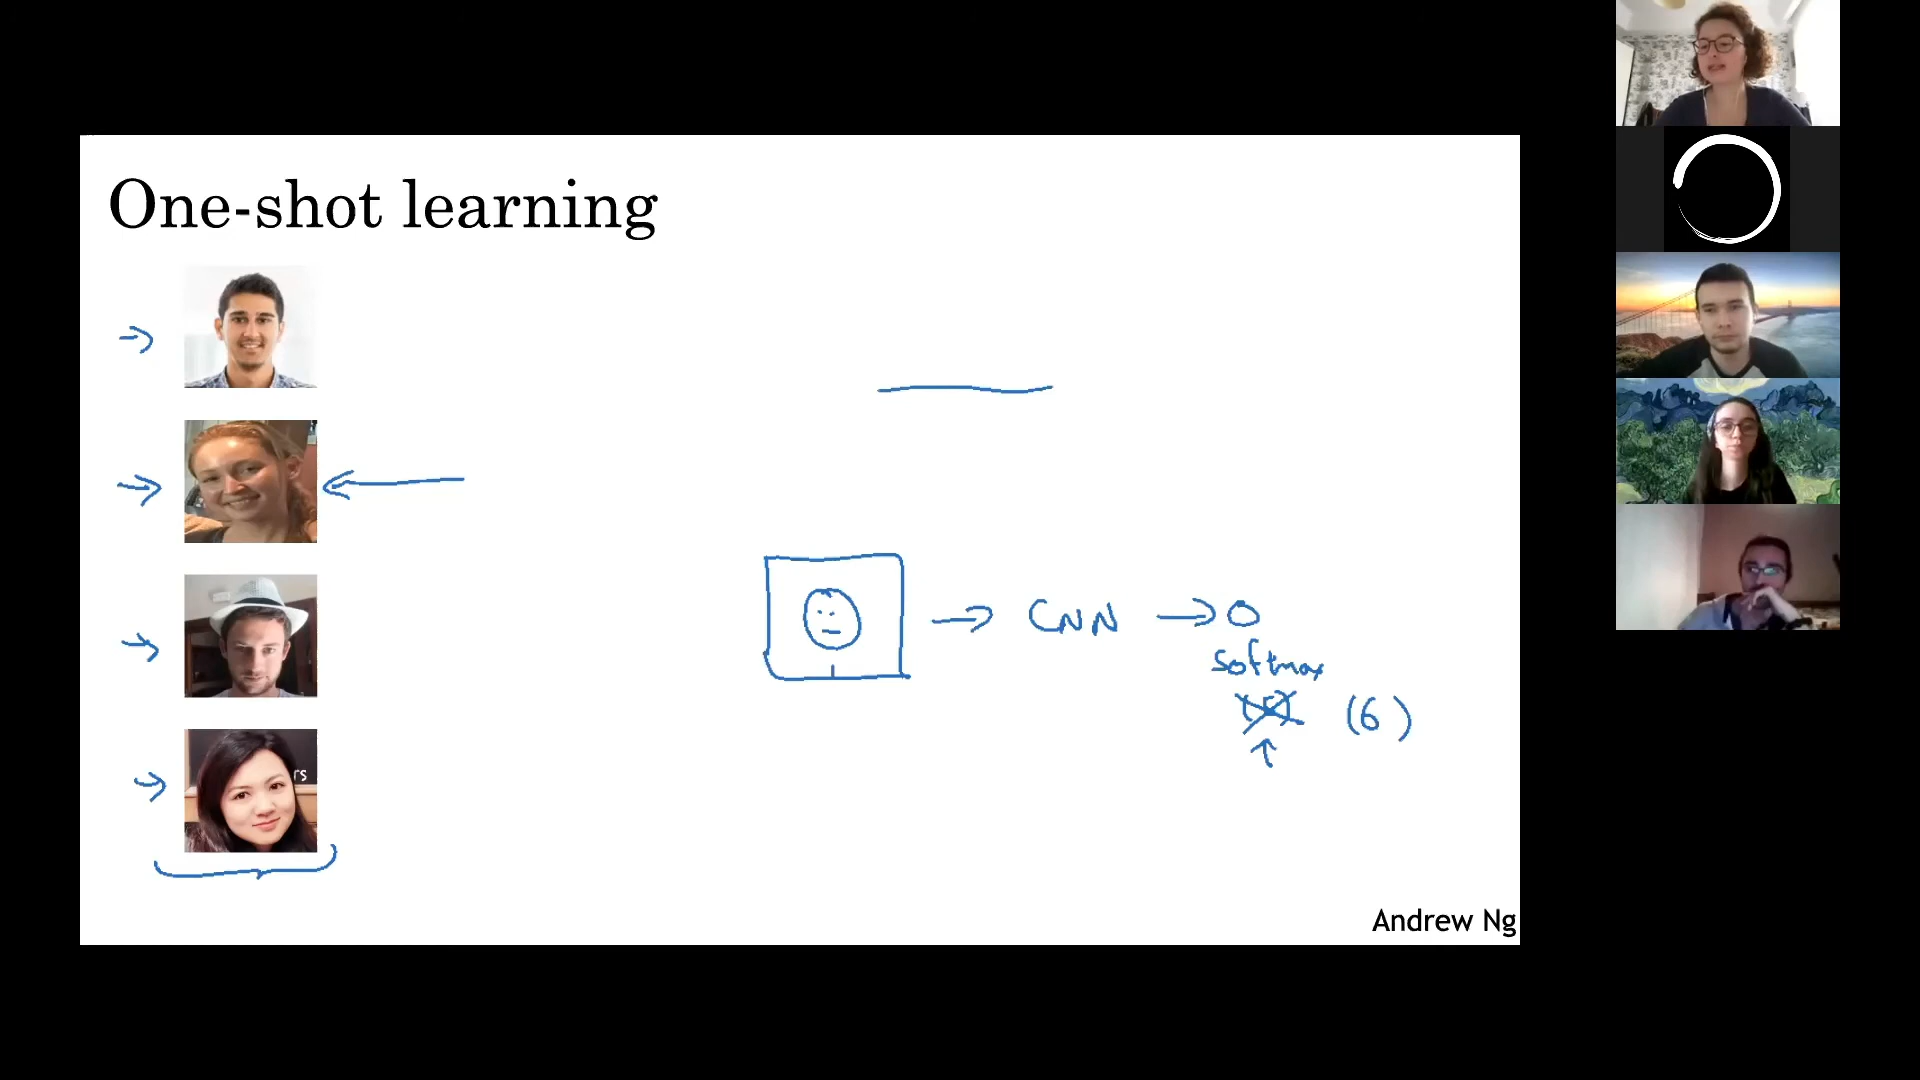 One-shot learning
rs
CNN
softmax
(6)
Andrew Ng